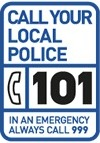 CALL YOUR
LOCAL
POLICE
101
IN AN EMERGENCY
ALWAYS CALL 999